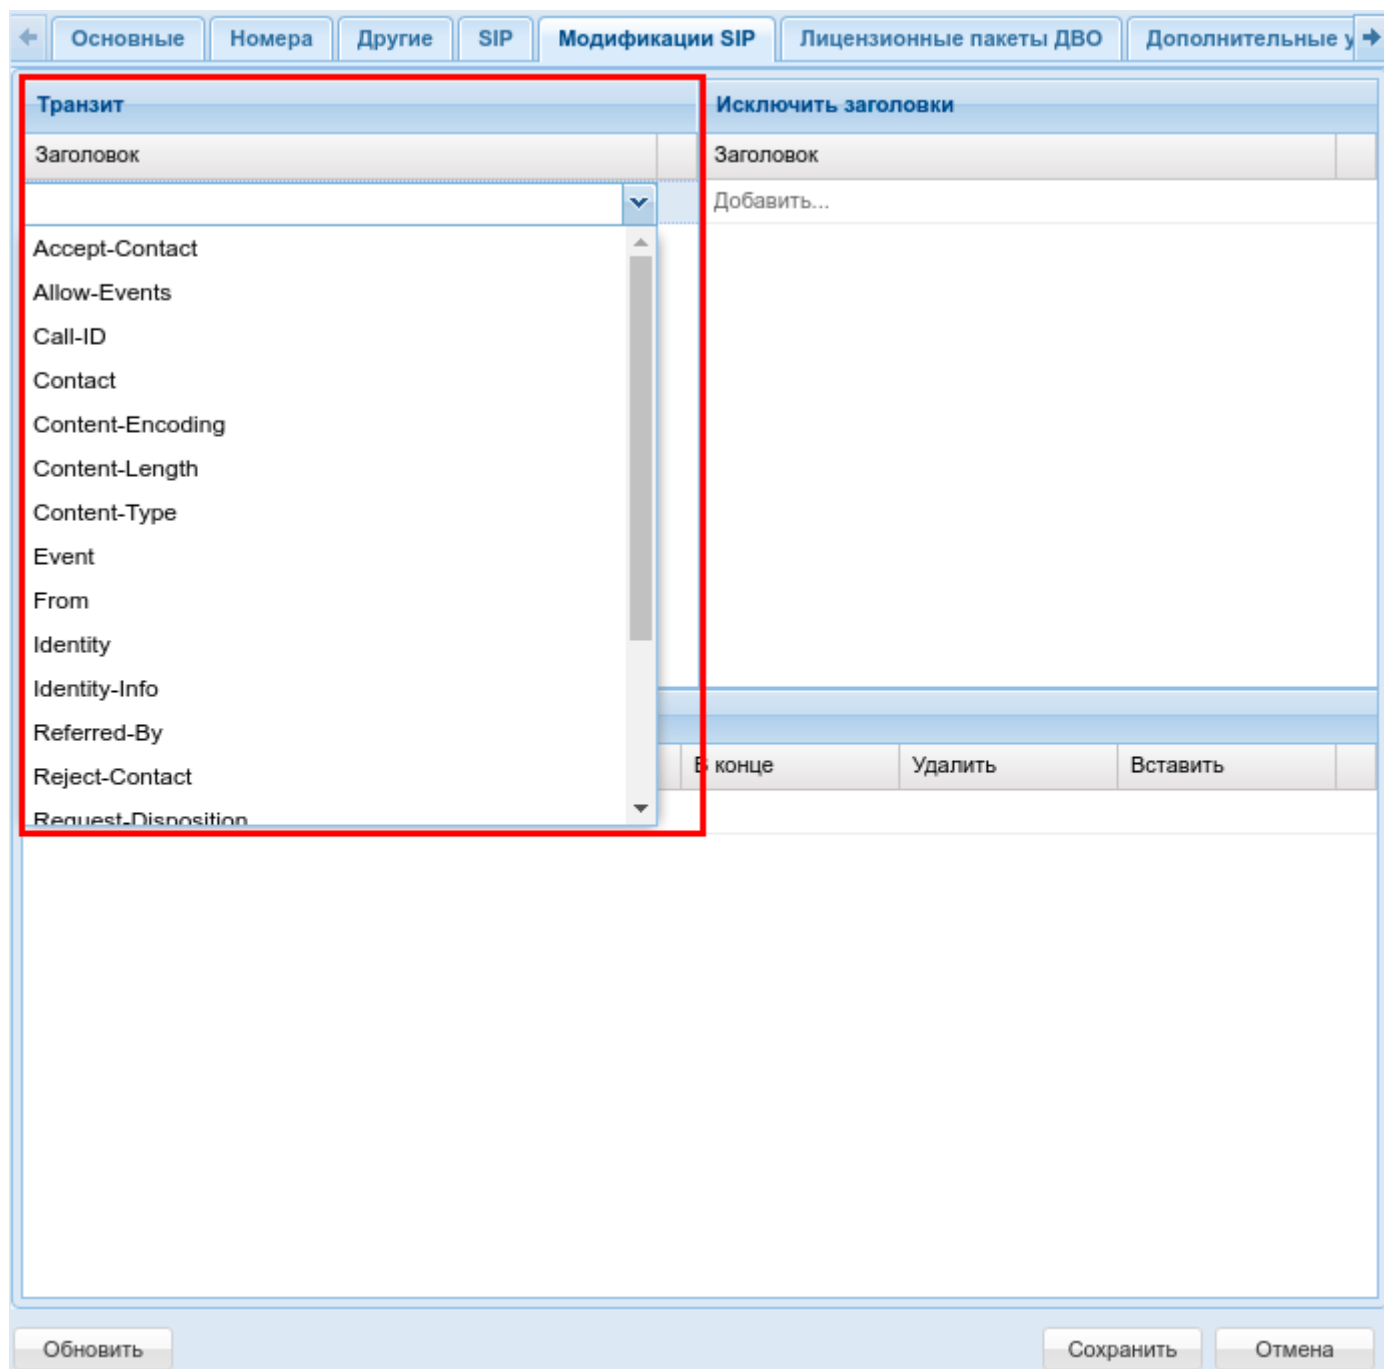 Основные Номера Другие SIP Модификации SIP Лицензионные пакеты ДВО Дополнительные у
Транзит Исключить заголовки
Заголовок Заголовок
Добавить...
Accept-Contact
Allow-Events
Call-ID
Contact
Content-Encoding
Content-Length
Content-Type
Event
From
Identity
Identity-Info
Referred-By
Reject-Contact
Request-Disposition
В конце Удалить Вставить
Обновить Сохранить Отмена